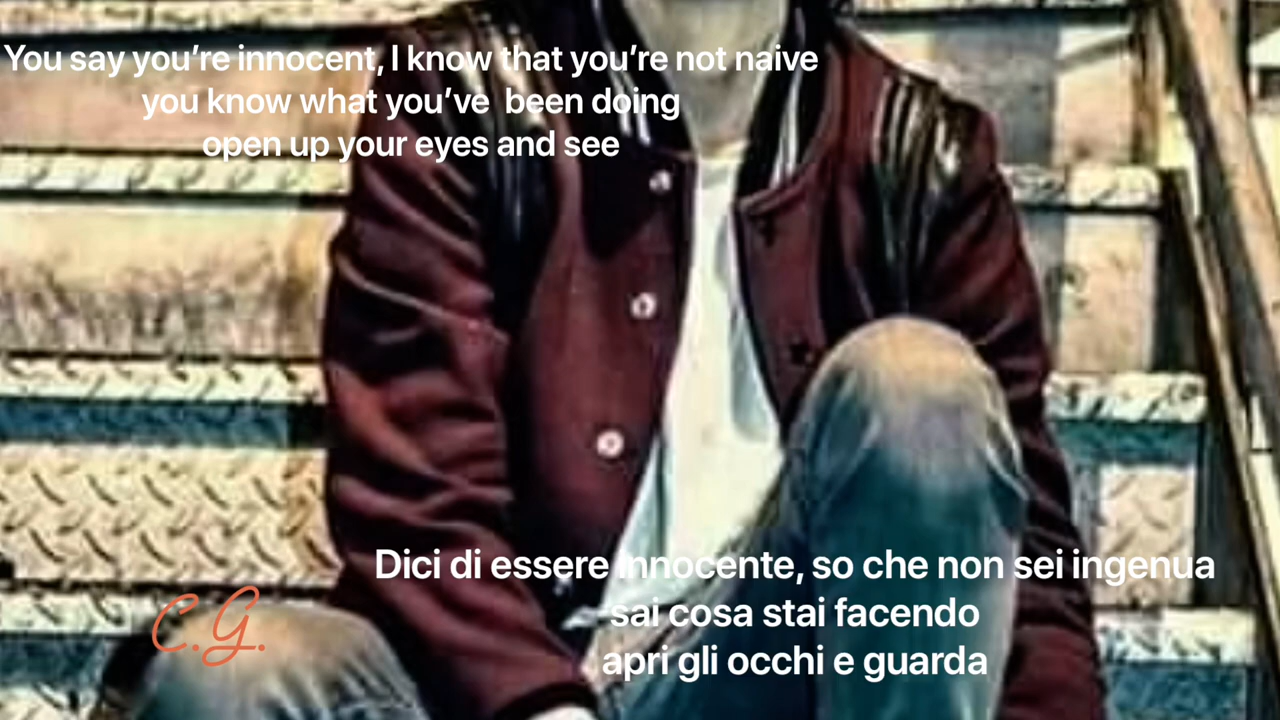 You say you're innocent, I know that you're not naive
you know what you've  been doing
open up your eyes and see
Dici di essere innocente, so che non sei ingenua
sai cosa stai facendo
apri gli occhi e guarda
C.G.